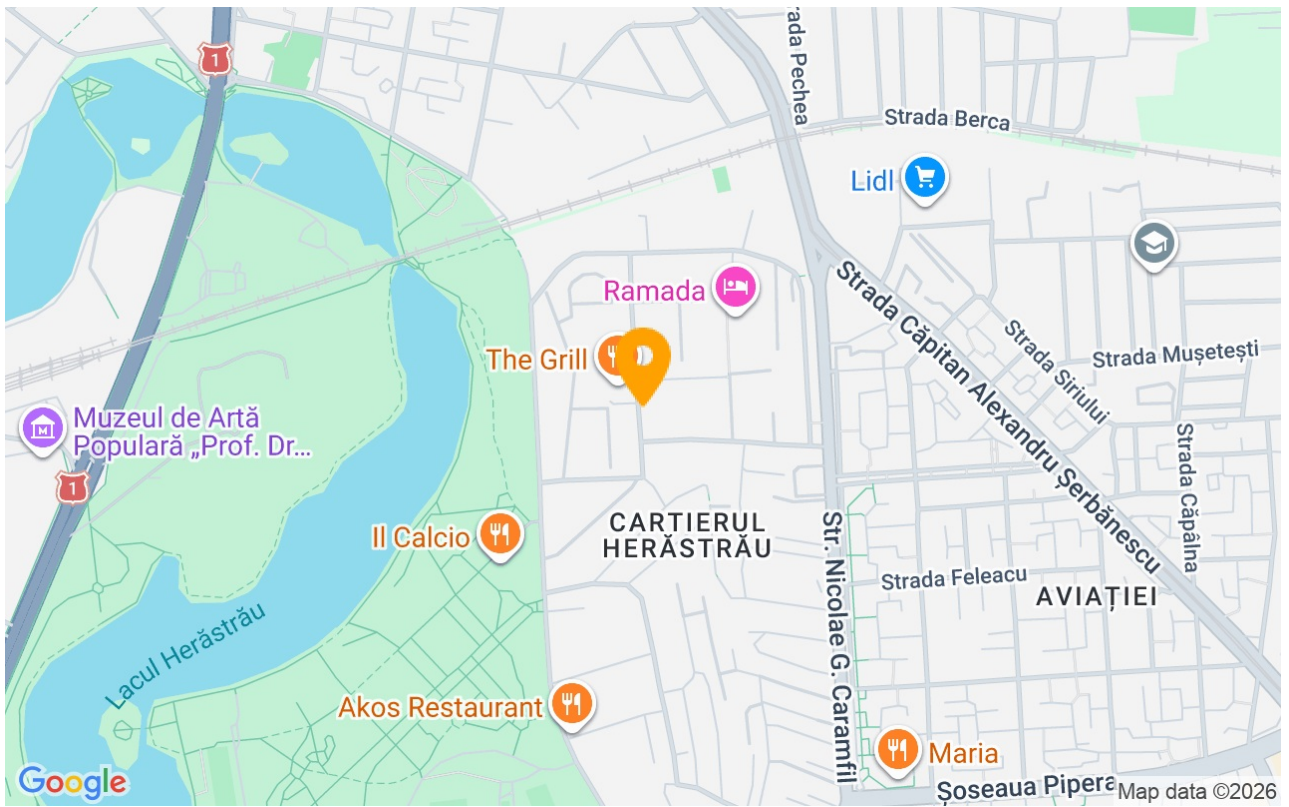 1
rada Pechea
Strada Berca
Lidl
Ramada
Strada Căpitan Alexandru Șerbănescu
Strada Siriului
Strada Mușetești
The Grill
Muzeul de Artă
Populară „Prof. Dr...
Strada Căpâlna
1
Il Calcio
CARTIERUL
HERĂSTRĂU
Str. Nicolae G. Caramfil
Strada Feleacu
AVIAȚIEI
Lacul Herăstrău
Akos Restaurant
Maria
Google
Șoseaua Pipera
Map data ©2026